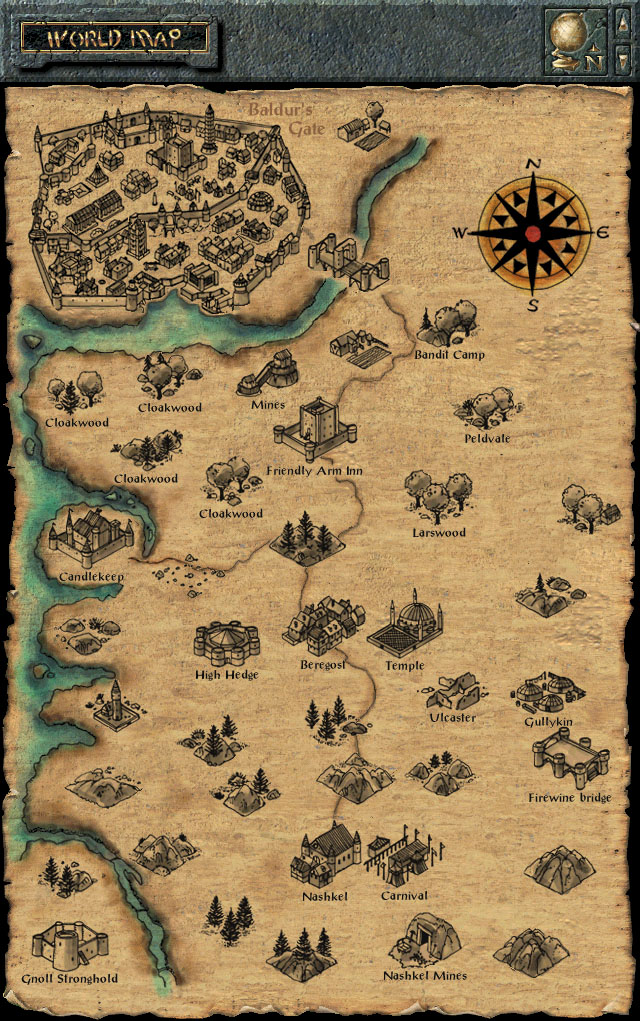 WORLD MAP
N
Baldur's
Gate
N
W
E
S
Bandit Camp
Cloakwood
Cloakwood
Mines
Peldvale
Friendly Arm Inn
Cloakwood
Cloakwood
Larswood
Candlekeep
High Hedge
Beregost
Temple
Ulcaster
Gullykin
Firewine bridge
Nashkel
Carnival
Gnoll Stronghold
Nashkel Mines